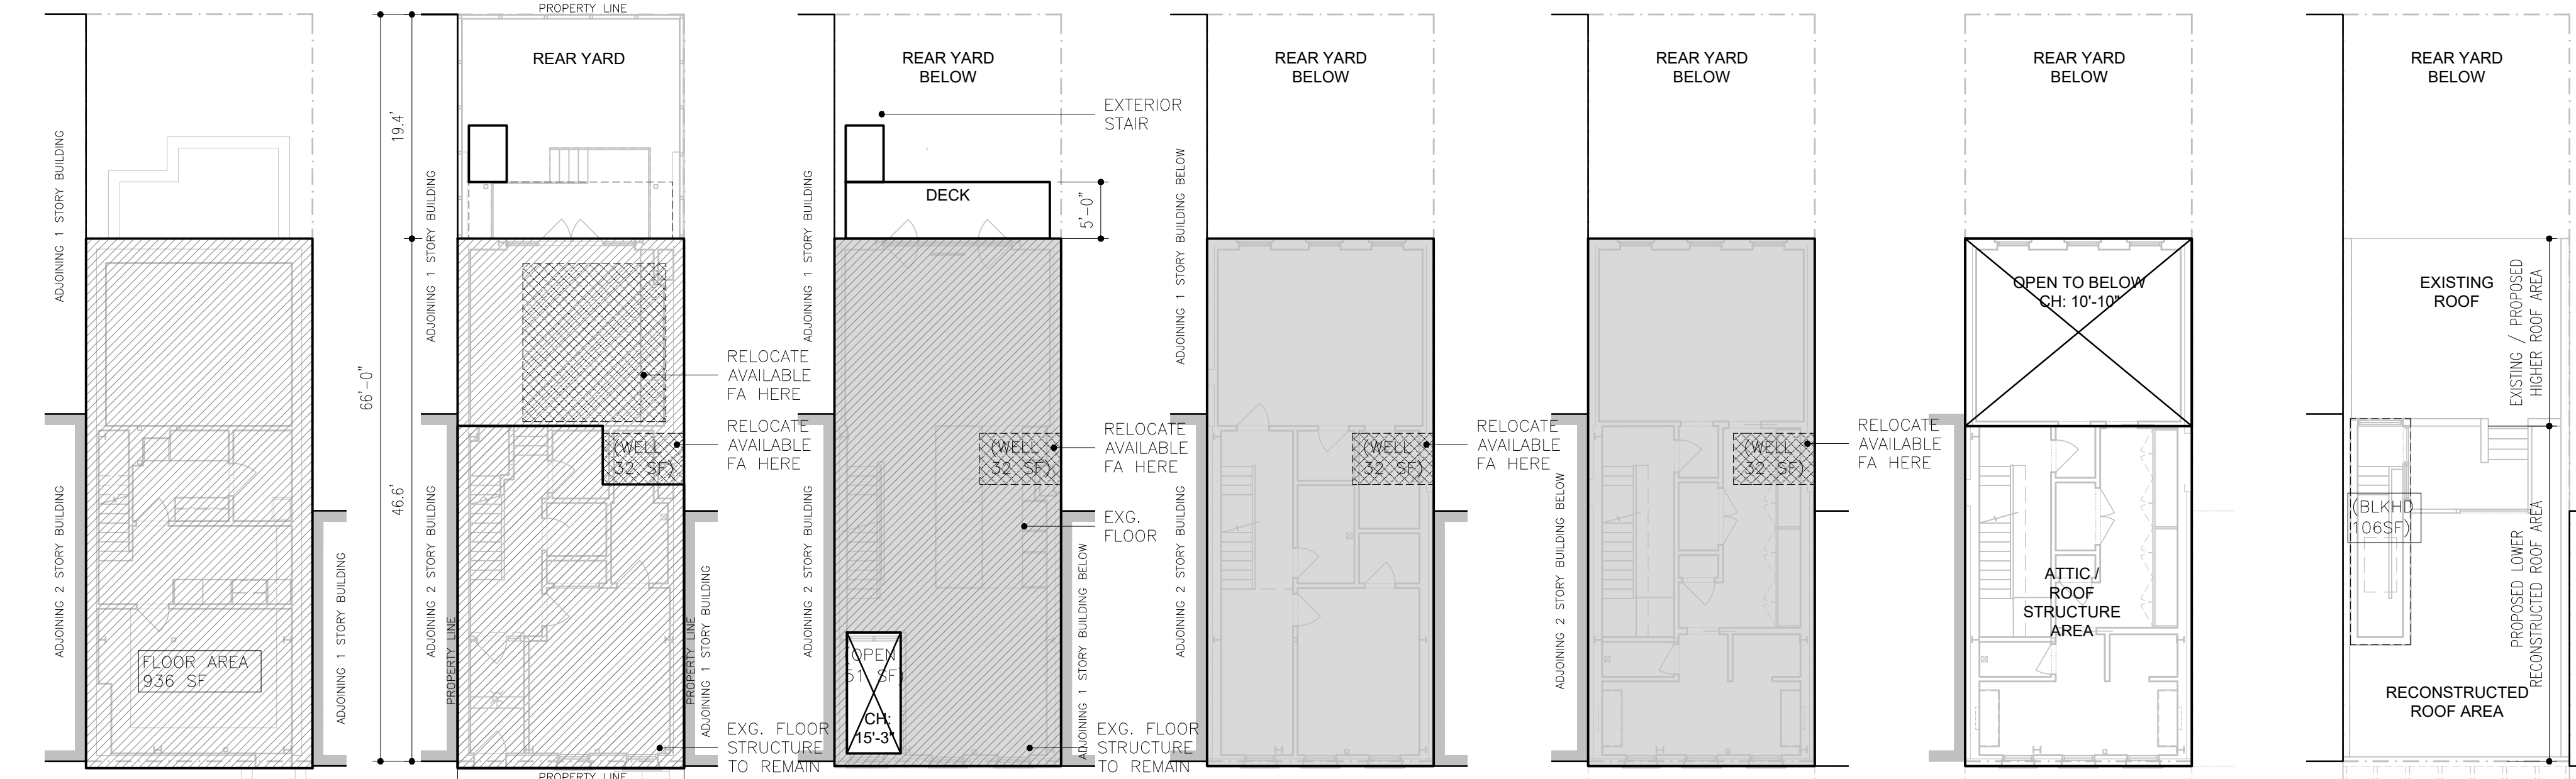 ADJOINING 1 STORY BUILDING
ADJOINING 2 STORY BUILDING
FLOOR AREA
936 SF
ADJOINING 1 STORY BUILDING
66'-0"
19.4'
46.6'
PROPERTY LINE
REAR YARD
ADJOINING 1 STORY BUILDING
ADJOINING 2 STORY BUILDING
PROPERTY LINE
(WELL
32 SF)
RELOCATE
AVAILABLE
FA HERE
RELOCATE
AVAILABLE
FA HERE
PROPERTY LINE
ADJOINING 1 STORY BUILDING
EXG. FLOOR
STRUCTURE
TO REMAIN
PROPERTY LINE
REAR YARD
BELOW
EXTERIOR
STAIR
DECK
5'-0"
ADJOINING 1 STORY BUILDING
ADJOINING 2 STORY BUILDING
(WELL
32 SF)
RELOCATE
AVAILABLE
FA HERE
EXG.
FLOOR
(OPEN
51 SF)
CH:
15'-3"
ADJOINING 1 STORY BUILDING BELOW
EXG. FLOOR
STRUCTURE
TO REMAIN
REAR YARD
BELOW
ADJOINING 1 STORY BUILDING BELOW
ADJOINING 2 STORY BUILDING
(WELL
32 SF)
RELOCATE
AVAILABLE
FA HERE
REAR YARD
BELOW
ADJOINING 2 STORY BUILDING BELOW
(WELL
32 SF)
RELOCATE
AVAILABLE
FA HERE
REAR YARD
BELOW
OPEN TO BELOW
CH: 10'-10"
ATTIC /
ROOF
STRUCTURE
AREA
REAR YARD
BELOW
EXISTING
ROOF
EXISTING / PROPOSED
HIGHER ROOF AREA
(BLKHD
106SF)
PROPOSED LOWER
RECONSTRUCTED ROOF AREA
RECONSTRUCTED
ROOF AREA